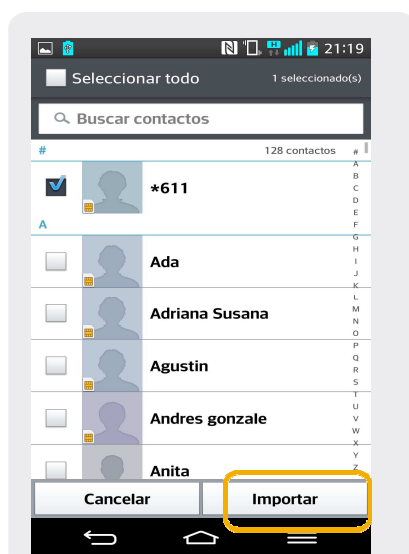 21:19
Seleccionar todo 1 seleccionado(s)
Buscar contactos
# 128 contactos
*611
A
Ada
Adriana Susana
Agustin
Andres gonzale
Anita
#
A
B
C
D
E
F
G
H
I
J
K
L
M
N
O
P
Q
R
S
T
U
V
W
X
Y
Z
Cancelar Importar